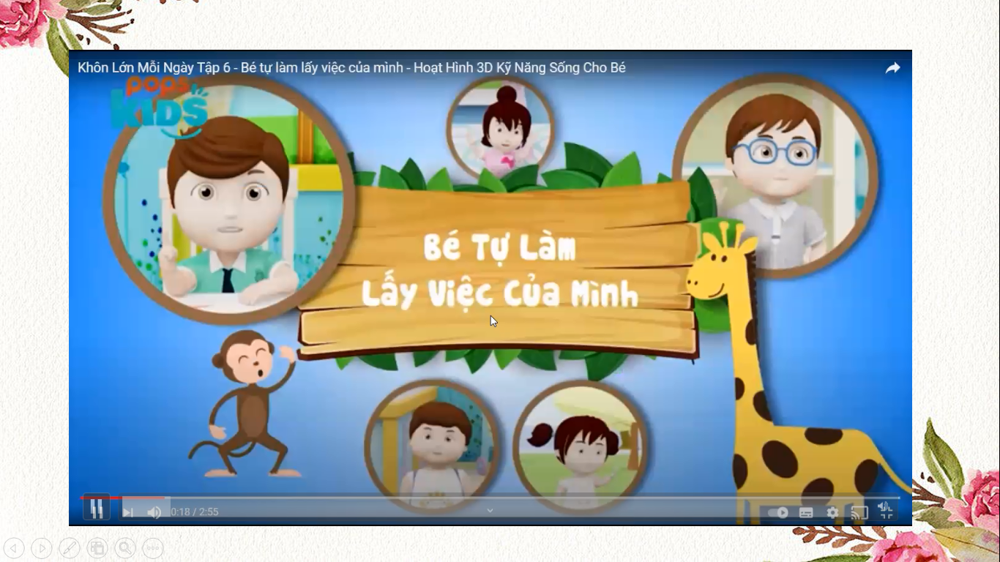 Khôn Lớn Mỗi Ngày Tập 6 - Bé tự làm lấy việc của mình - Hoạt Hình 3D Kỹ Năng Sống Cho Bé
POPS
KIDS
Bé Tự Làm
Lấy Việc Của Mình
0:18 / 2:55